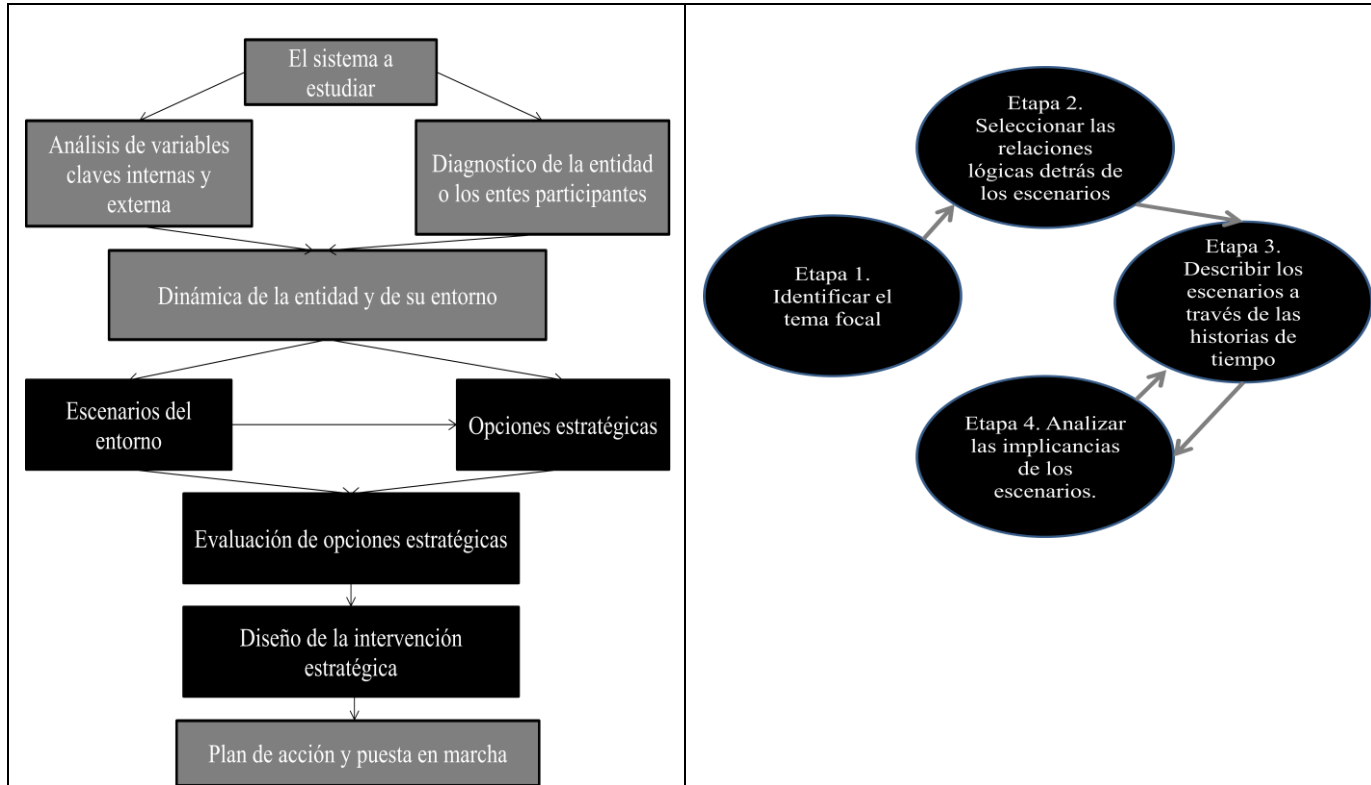 El sistema a
estudiar
Análisis de variables
claves internas y
externa
Diagnostico de la entidad
o los entes participantes
Dinámica de la entidad y de su entorno
Escenarios del
entorno
Opciones estratégicas
Evaluación de opciones estratégicas
Diseño de la intervención
estratégica
Plan de acción y puesta en marcha
Etapa 1.
Identificar el
tema focal
Etapa 2.
Seleccionar las
relaciones
lógicas detrás de
los escenarios
Etapa 3.
Describir los
escenarios a
través de las
historias de
tiempo
Etapa 4. Analizar
las implicancias
de los
escenarios.